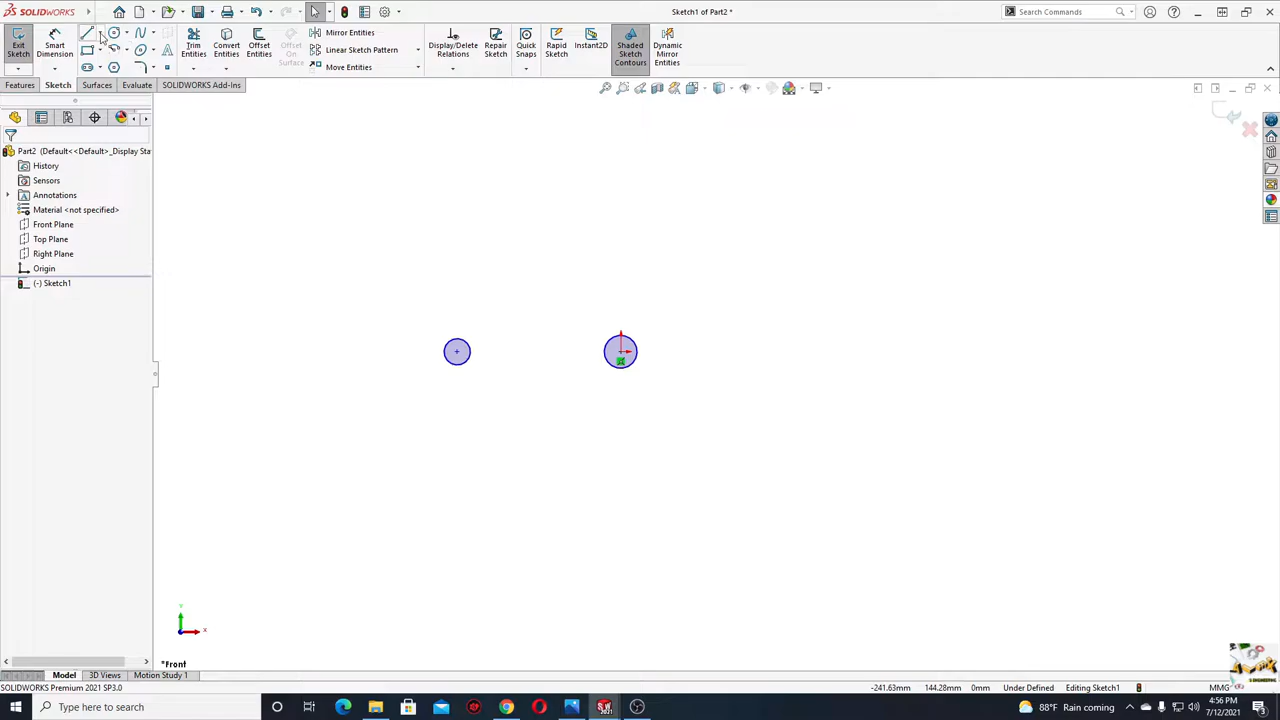 SOLIDWORKS
Sketch1 of Part2 *
Search Commands
Exit Sketch
Smart Dimension
Trim Entities
Convert Entities
Offset Entities
Offset On Surface
Mirror Entities
Linear Sketch Pattern
Move Entities
Display/Delete Relations
Repair Sketch
Quick Snaps
Rapid Sketch
Instant2D
Shaded Sketch Contours
Dynamic Mirror Entities
Features
Sketch
Surfaces
Evaluate
SOLIDWORKS Add-Ins
Part2 (Default<<Default>_Display Sta
History
Sensors
Annotations
Material <not specified>
Front Plane
Top Plane
Right Plane
Origin
(-) Sketch1
Y
X
*Front
Model
3D Views
Motion Study 1
SOLIDWORKS Premium 2021 SP3.0
-241.63mm
144.28mm
0mm
Under Defined
Editing Sketch1
MMG
Type here to search
88°F Rain coming
4:56 PM
7/12/2021